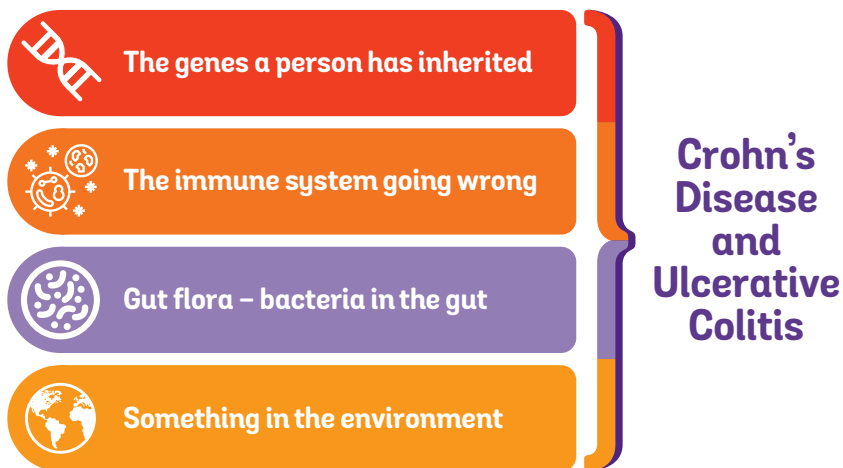 The genes a person has inherited
The immune system going wrong
Gut flora – bacteria in the gut
Something in the environment
Crohn's
Disease
and
Ulcerative
Colitis